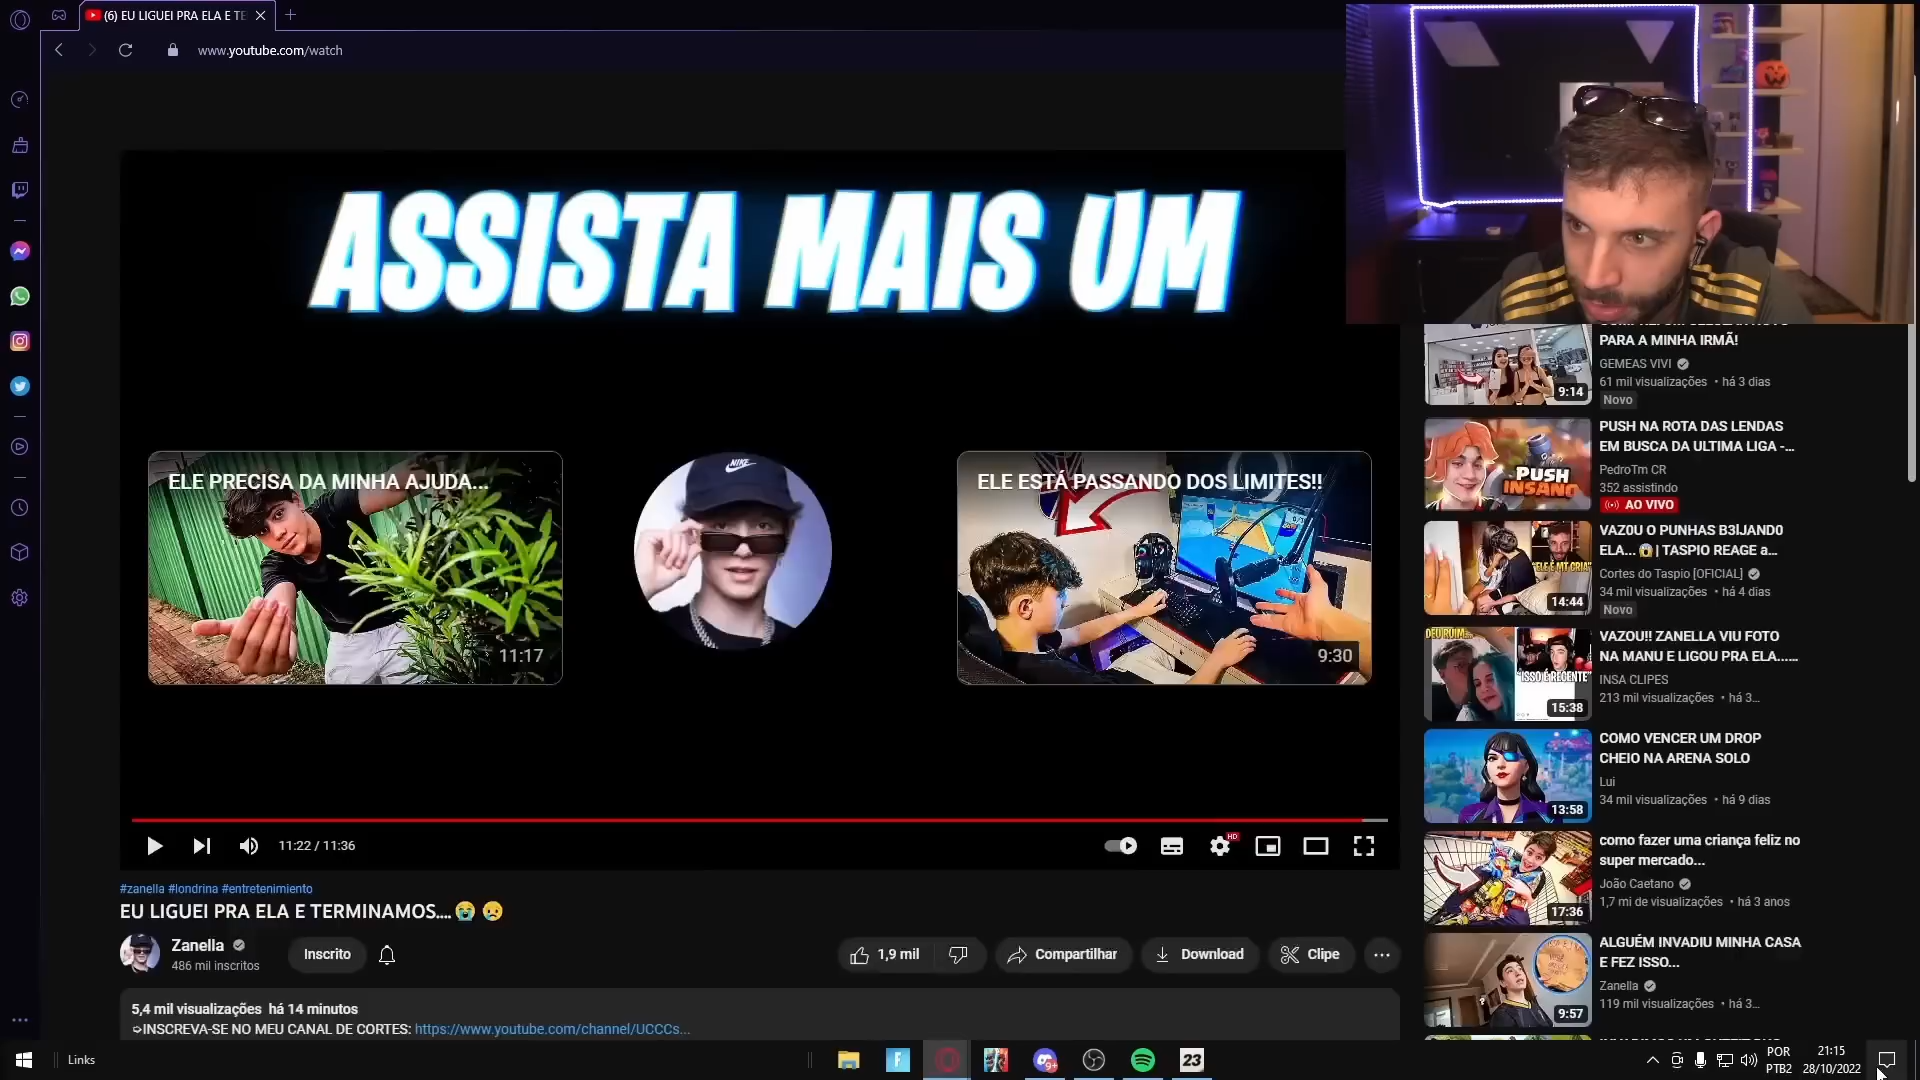 (6) EU LIGUEI PRA ELA E TE
www.youtube.com/watch
ASSISTA MAIS UM
ELE PRECISA DA MINHA AJUDA...
11:17
NIKE
ELE ESTÁ PASSANDO DOS LIMITES!!
9:30
11:22 / 11:36
HD
#zanella #londrina #entretenimiento
EU LIGUEI PRA ELA E TERMINAMOS....😭 😢
Zanella
486 mil inscritos
Inscrito
1,9 mil
Compartilhar
Download
Clipe
5,4 mil visualizações há 14 minutos
➭INSCREVA-SE NO MEU CANAL DE CORTES: https://www.youtube.com/channel/UCCCs...
PARA A MINHA IRMÃ!
GEMEAS VIVI
61 mil visualizações • há 3 dias
Novo
9:14
PUSH NA ROTA DAS LENDAS
EM BUSCA DA ULTIMA LIGA -...
PedroTm CR
352 assistindo
AO VIVO
PUSH
INSANO
VAZ0U O PUNHAS B3IJAND0
ELA...😱| TASPIO REAGE a...
Cortes do Taspio [OFICIAL]
34 mil visualizações • há 4 dias
Novo
14:44
VAZOU!! ZANELLA VIU FOTO
NA MANU E LIGOU PRA ELA.....
INSA CLIPES
213 mil visualizações • há 3...
DEU RUIM...
"ISSO É RECENTE"
15:38
COMO VENCER UM DROP
CHEIO NA ARENA SOLO
Lui
34 mil visualizações • há 9 dias
13:58
como fazer uma criança feliz no
super mercado...
João Caetano
1,7 mi de visualizações • há 3 anos
17:36
ALGUÉM INVADIU MINHA CASA
E FEZ ISSO...
Zanella
119 mil visualizações • há 3...
9:57
Links
9+
23
POR
PTB2
21:15
28/10/2022